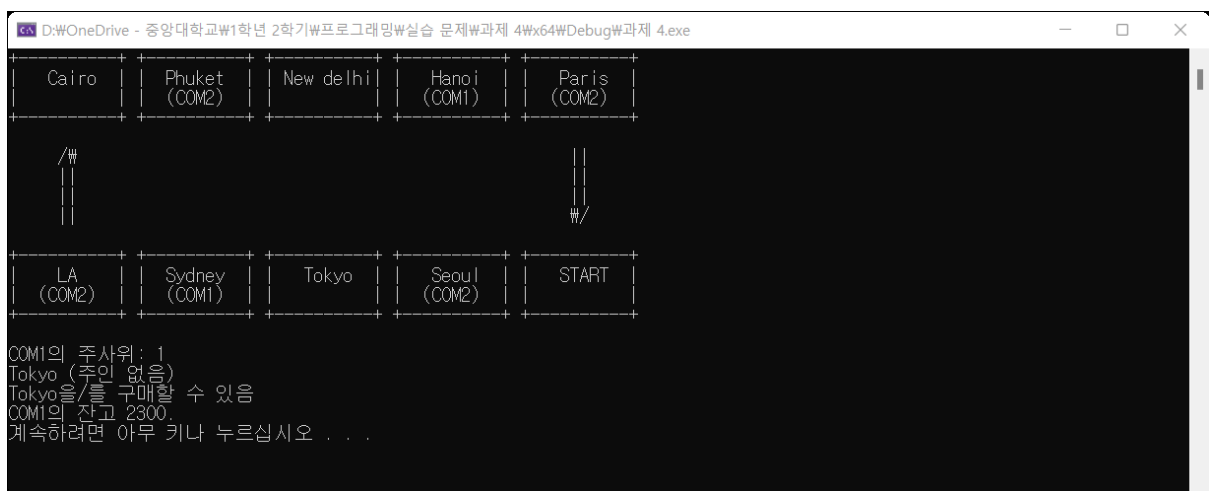 D:₩OneDrive - 중앙대학교₩1학년 2학기₩프로그래밍₩실습 문제₩과제 4₩x64₩Debug₩과제 4.exe
+----------+ +----------+ +----------+ +----------+ +----------+
|   Cairo  | |  Phuket  | | New delhi| |   Hanoi  | |   Paris  |
|          | |  (COM2)  | |          | |  (COM1)  | |  (COM2)  |
+----------+ +----------+ +----------+ +----------+ +----------+
/₩ ||
|| ||
|| ||
|| ₩/
+----------+ +----------+ +----------+ +----------+ +----------+
|    LA    | |  Sydney  | |   Tokyo  | |   Seoul  | |   START  |
|  (COM2)  | |  (COM1)  | |          | |  (COM2)  | |          |
+----------+ +----------+ +----------+ +----------+ +----------+
COM1의 주사위: 1
Tokyo (주인 없음)
Tokyo을/를 구매할 수 있음
COM1의 잔고 2300.
계속하려면 아무 키나 누르십시오 . . .